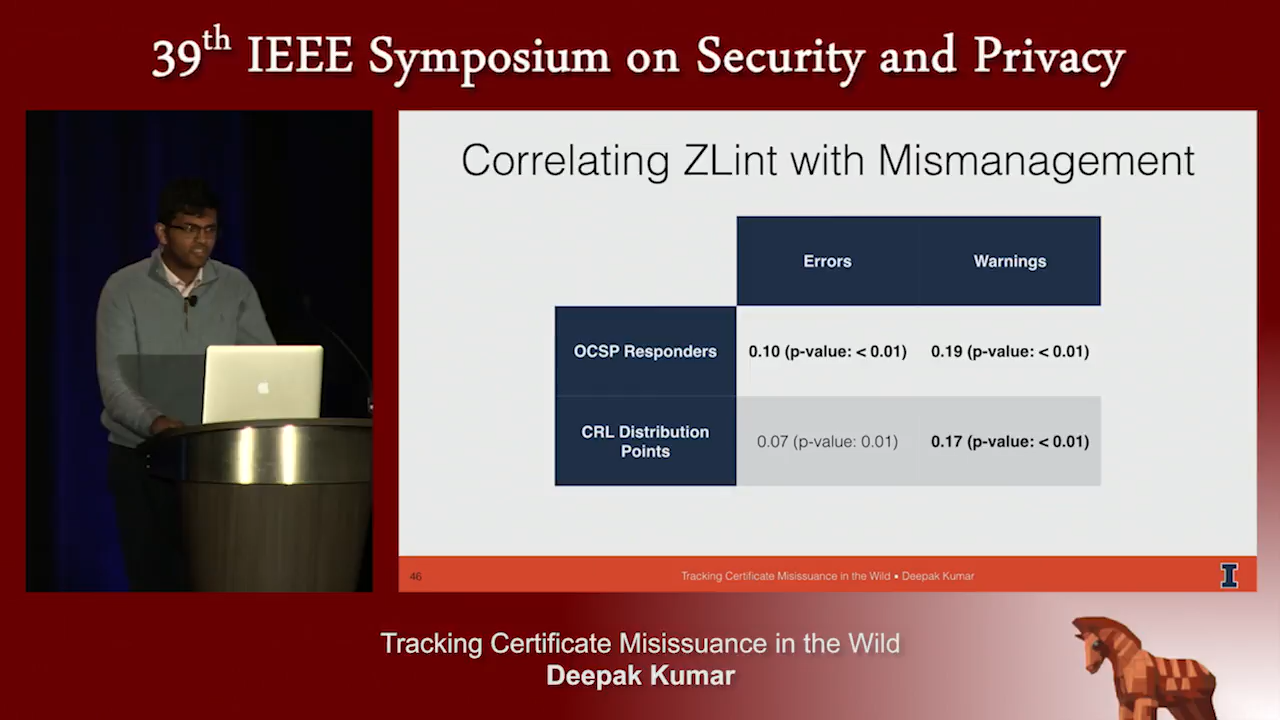 39th IEEE Symposium on Security and Privacy
Correlating ZLint with Mismanagement
Errors Warnings
OCSP Responders 0.10 (p-value: < 0.01) 0.19 (p-value: < 0.01)
CRL Distribution
Points 0.07 (p-value: 0.01) 0.17 (p-value: < 0.01)
46 Tracking Certificate Misissuance in the Wild • Deepak Kumar I
Tracking Certificate Misissuance in the Wild
Deepak Kumar